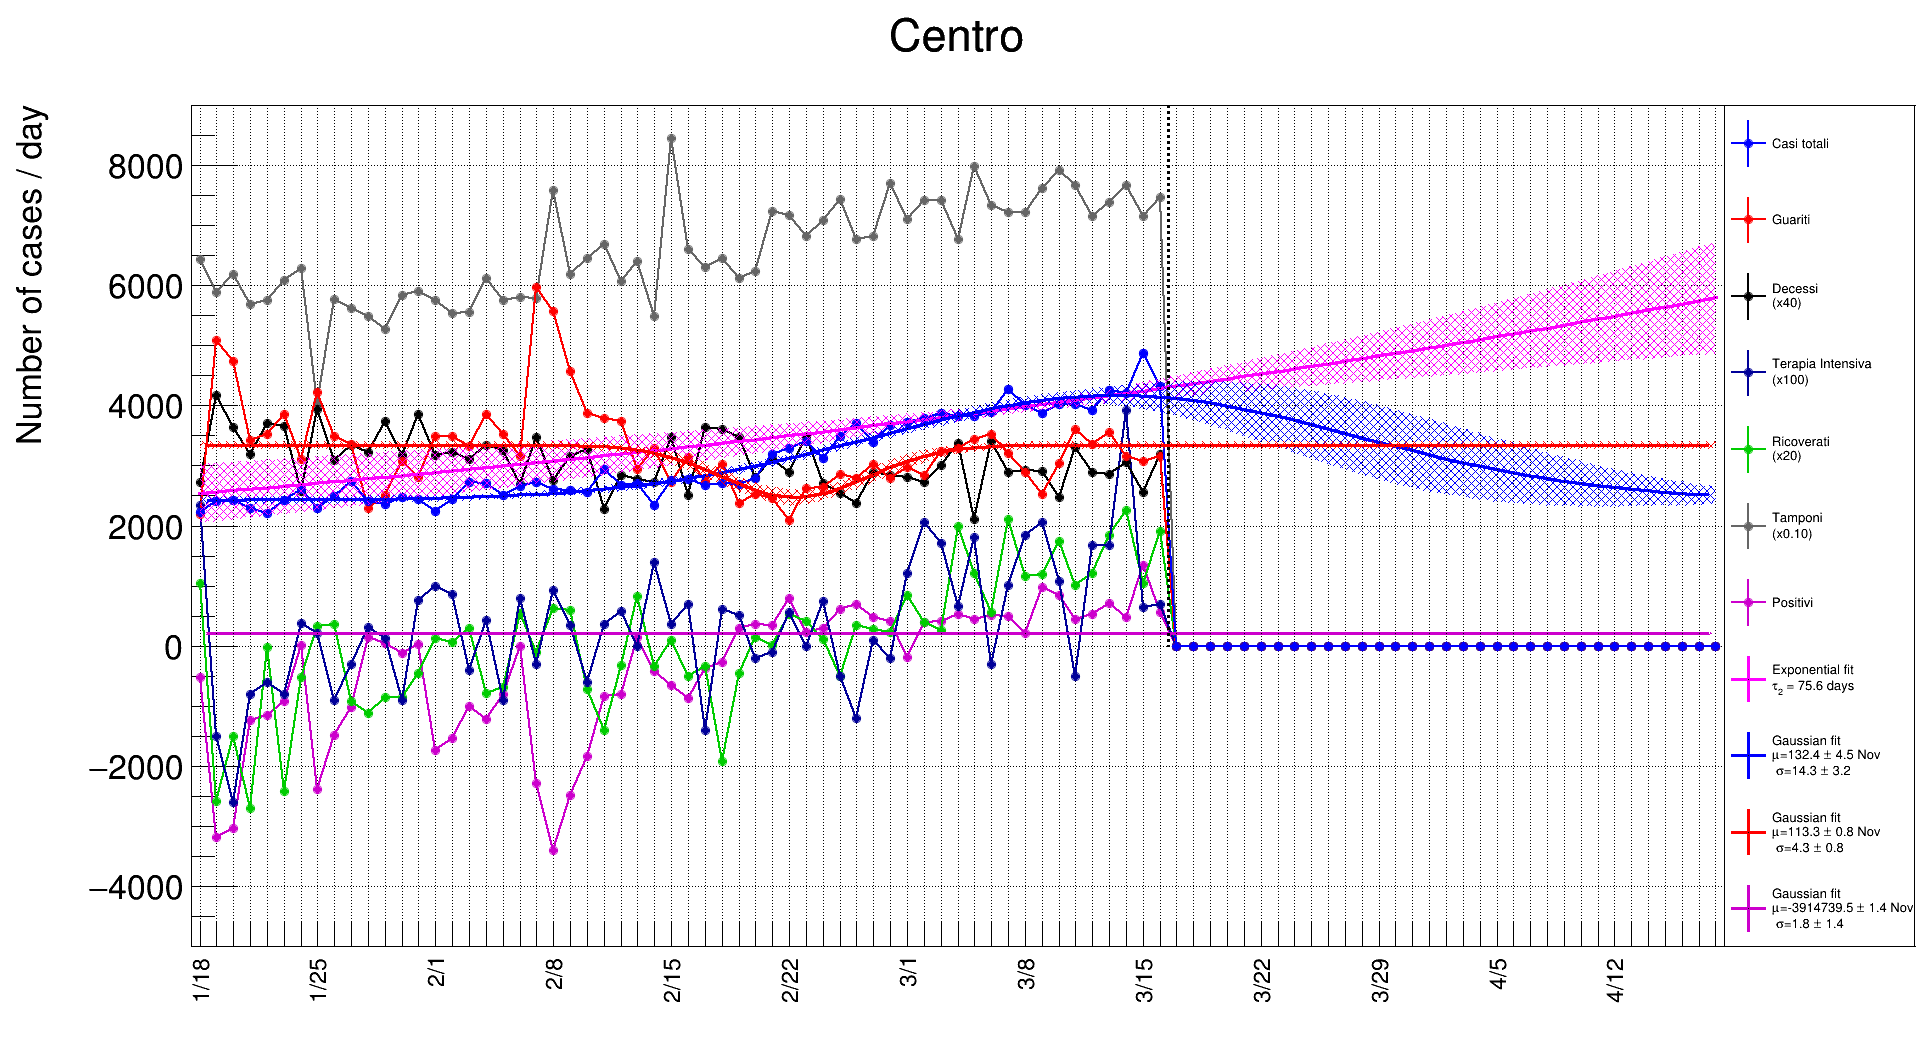 Centro
Number of cases / day
8000
6000
4000
2000
0
−2000
−4000
1/18
1/25
2/1
2/8
2/15
2/22
3/1
3/8
3/15
3/22
3/29
4/5
4/12
Casi totali
Guariti
Decessi
(x40)
Terapia Intensiva
(x100)
Ricoverati
(x20)
Tamponi
(x0.10)
Positivi
Exponential fit
τ₂ = 75.6 days
Gaussian fit
μ=132.4 ± 4.5 Nov
σ=14.3 ± 3.2
Gaussian fit
μ=113.3 ± 0.8 Nov
σ=4.3 ± 0.8
Gaussian fit
μ=-3914739.5 ± 1.4 Nov
σ=1.8 ± 1.4